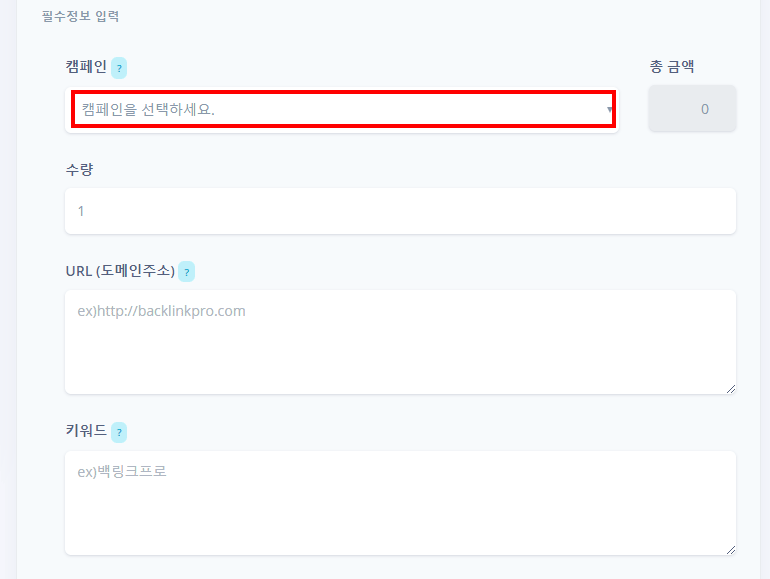 필수정보 입력
캠페인 ?
총 금액
캠페인을 선택하세요.
0
수량
1
URL (도메인주소) ?
ex)http://backlinkpro.com
키워드 ?
ex)백링크프로